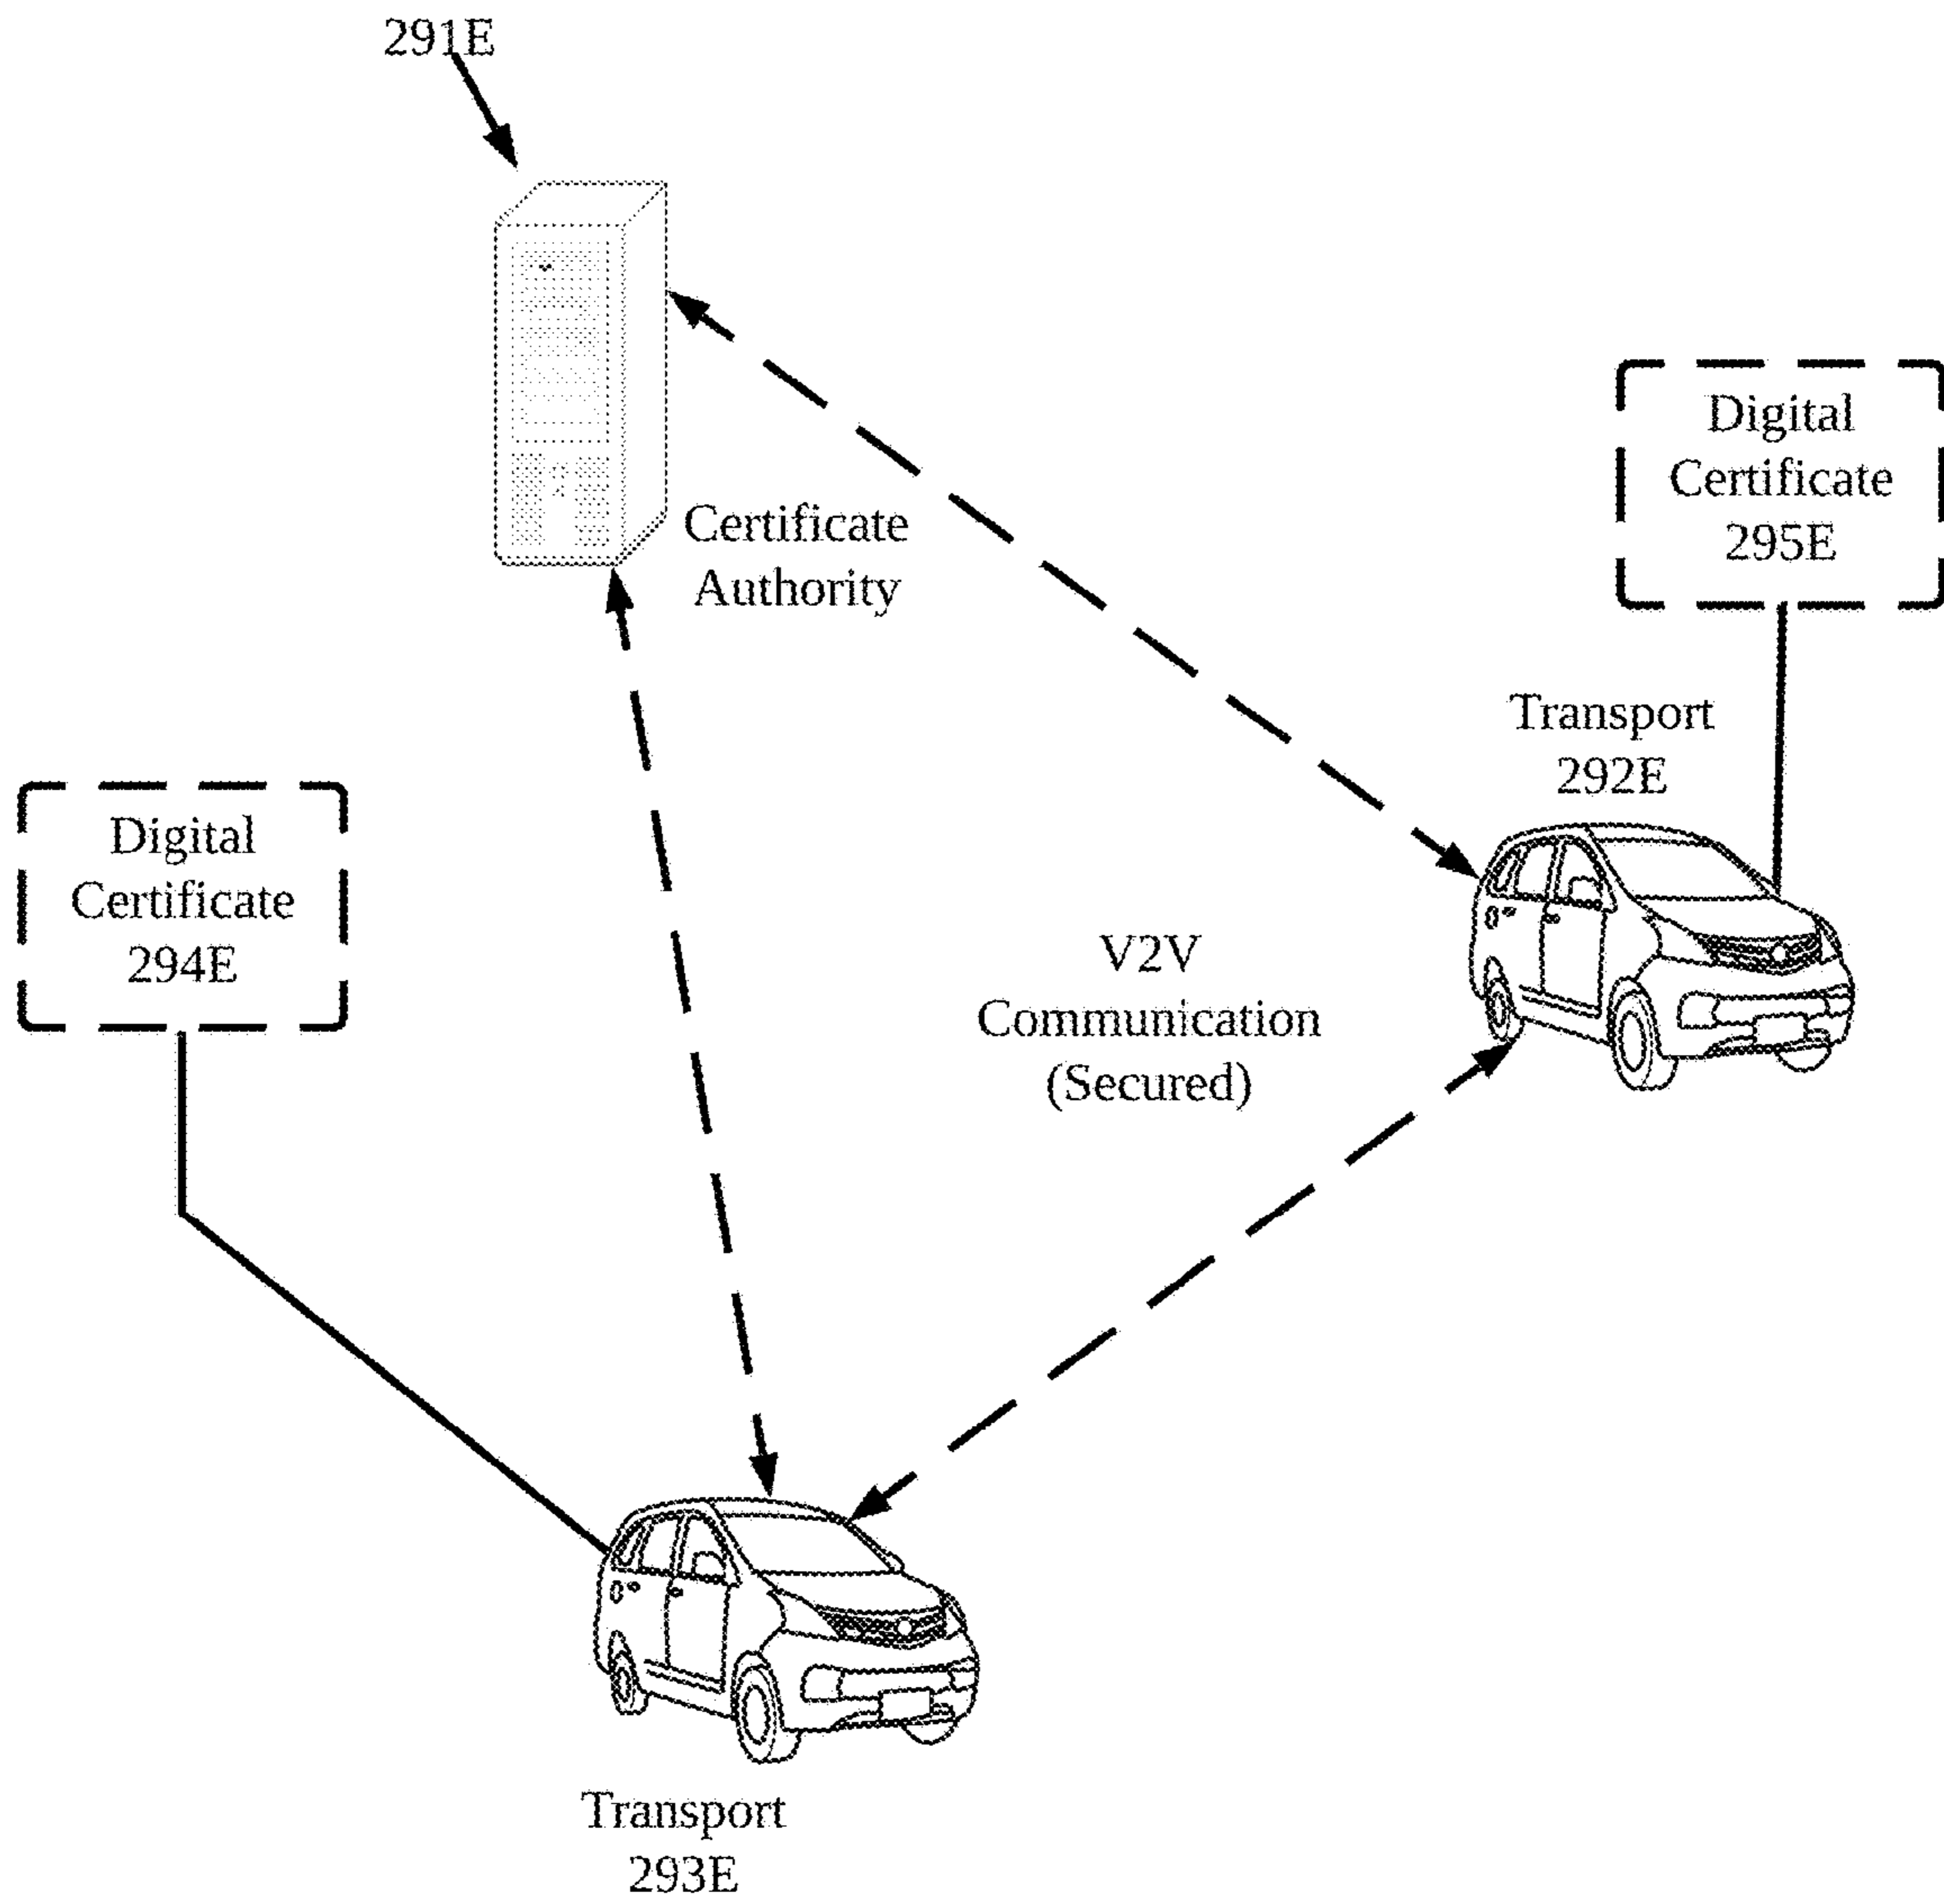 291E
Certificate
Authority
Digital
Certificate
295E
Transport
292E
Digital
Certificate
294E
V2V
Communication
(Secured)
Transport
293E